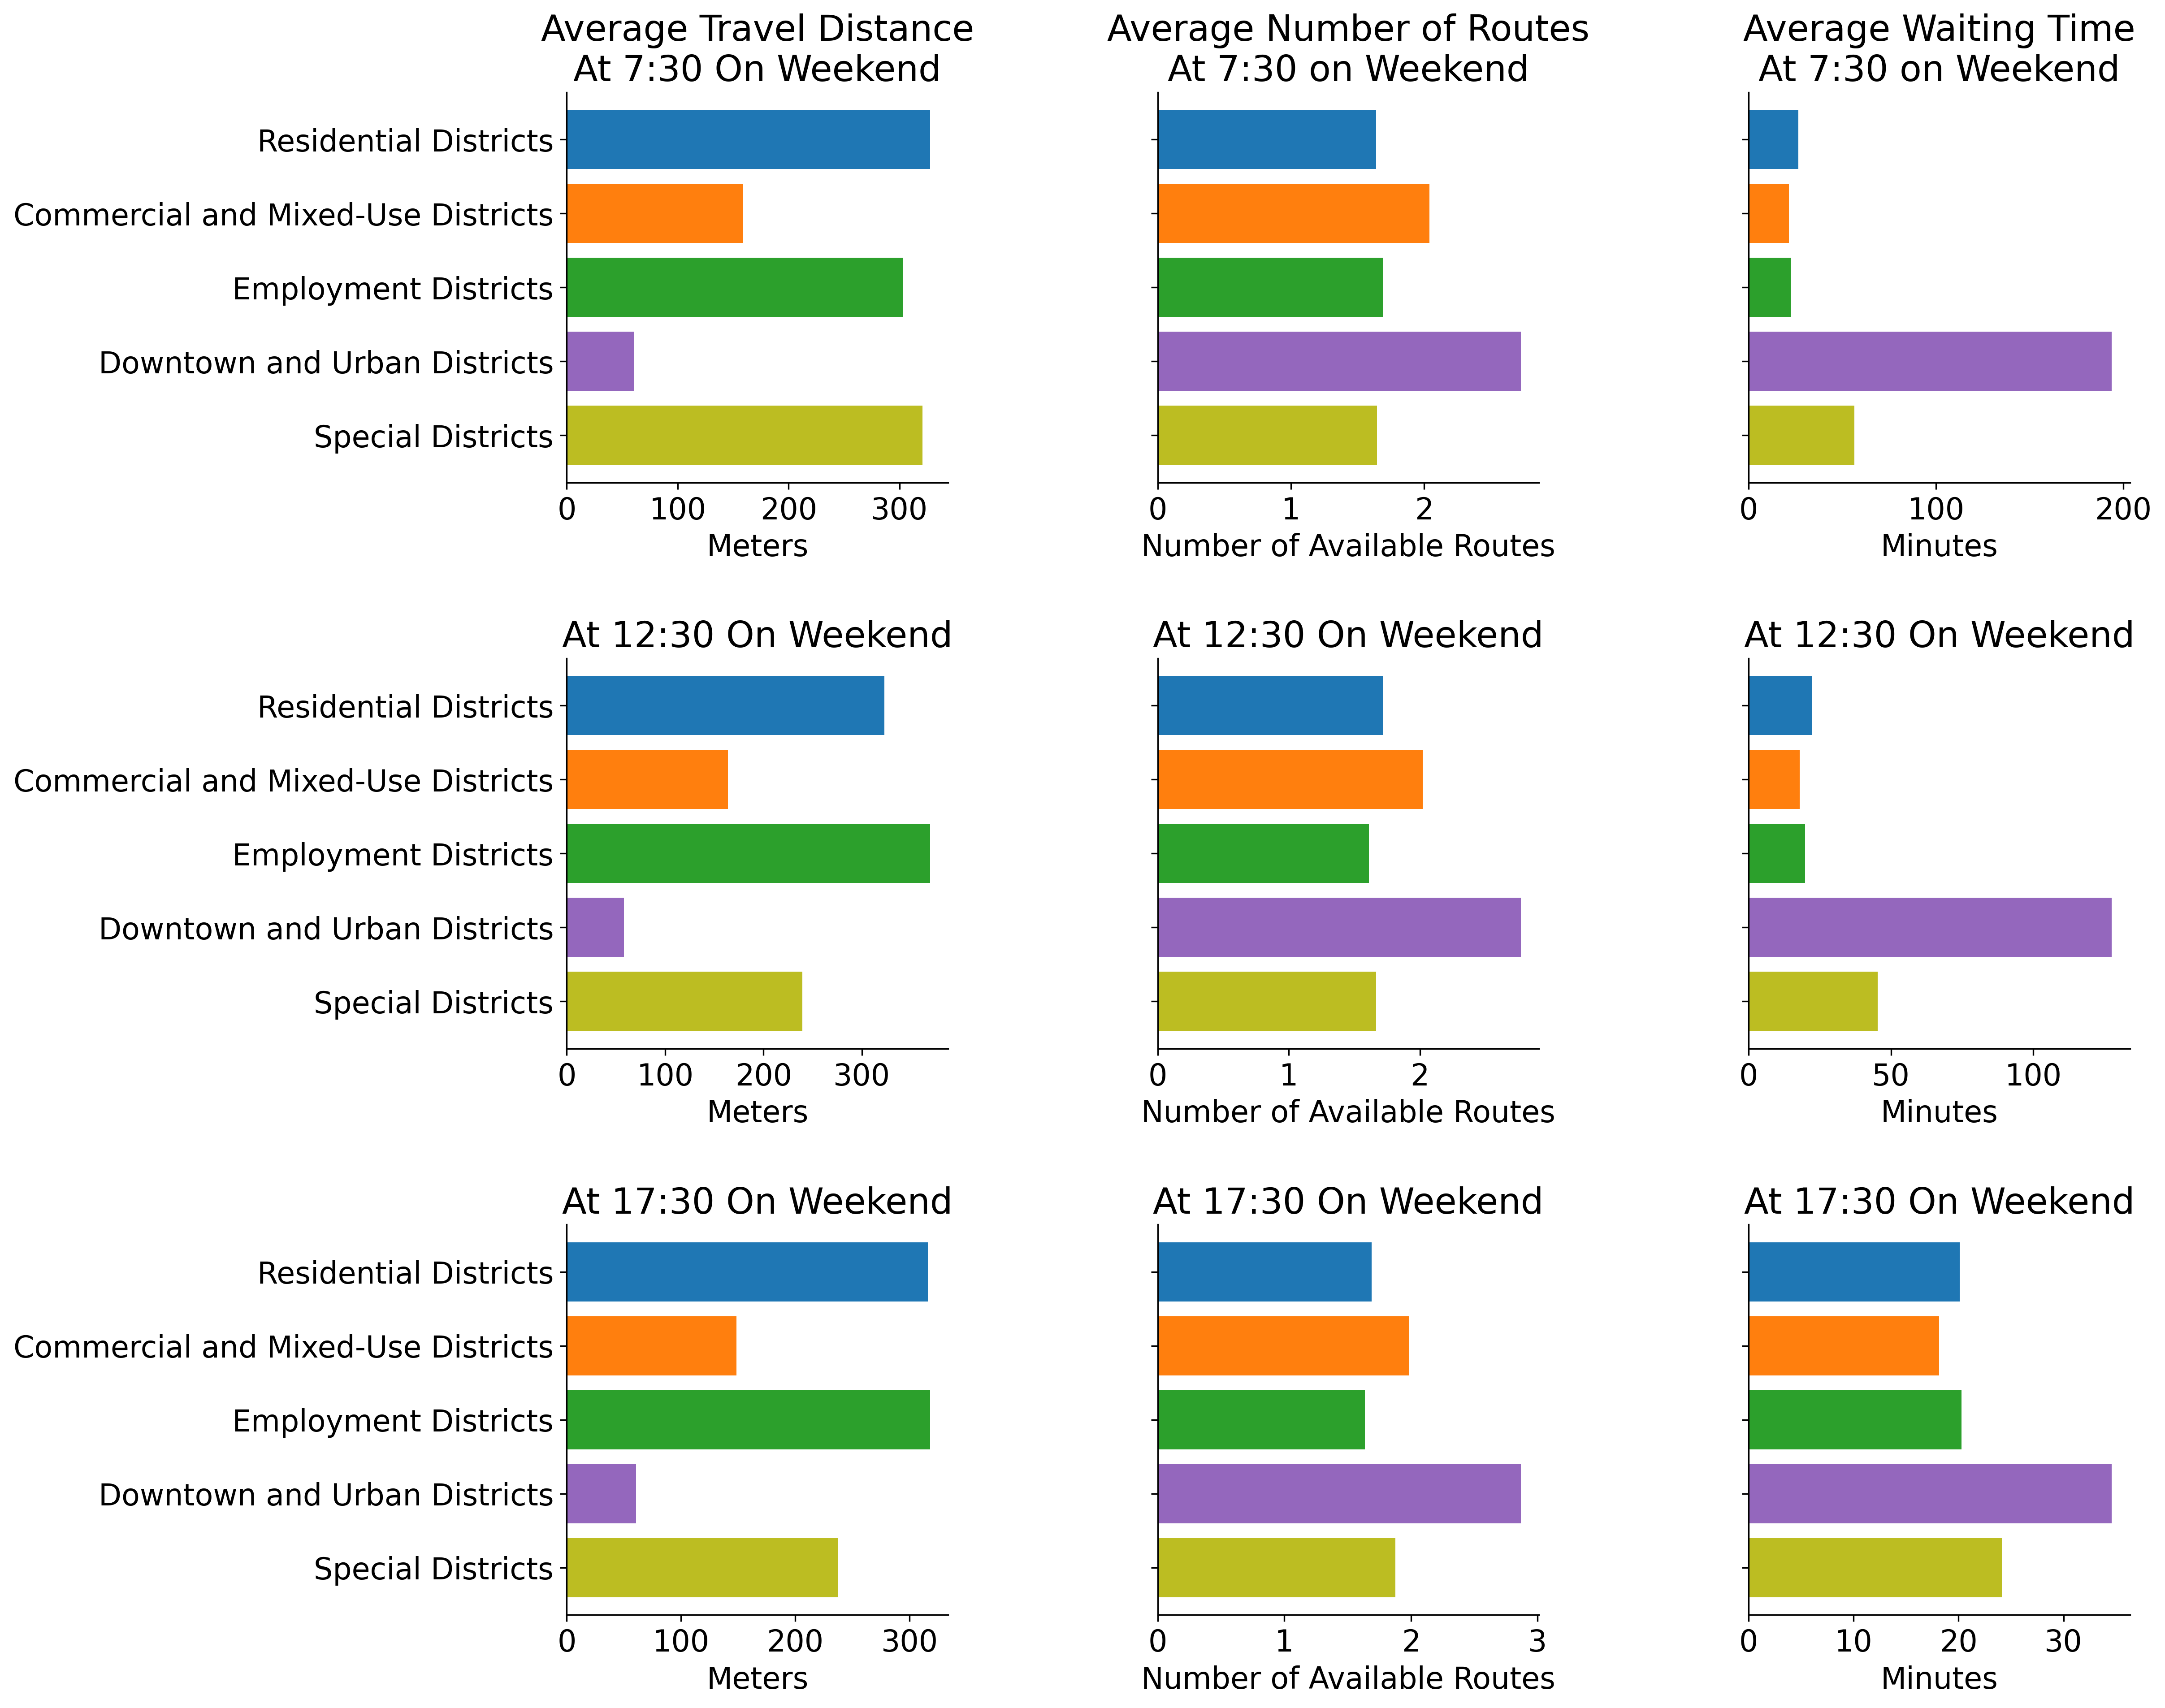 Average Travel Distance
At 7:30 On Weekend
Average Number of Routes
At 7:30 on Weekend
Average Waiting Time
At 7:30 on Weekend
Residential Districts
Commercial and Mixed-Use Districts
Employment Districts
Downtown and Urban Districts
Special Districts
0 100 200 300
Meters
0 1 2
Number of Available Routes
0 100 200
Minutes
At 12:30 On Weekend
At 12:30 On Weekend
At 12:30 On Weekend
Residential Districts
Commercial and Mixed-Use Districts
Employment Districts
Downtown and Urban Districts
Special Districts
0 100 200 300
Meters
0 1 2
Number of Available Routes
0 50 100
Minutes
At 17:30 On Weekend
At 17:30 On Weekend
At 17:30 On Weekend
Residential Districts
Commercial and Mixed-Use Districts
Employment Districts
Downtown and Urban Districts
Special Districts
0 100 200 300
Meters
0 1 2 3
Number of Available Routes
0 10 20 30
Minutes